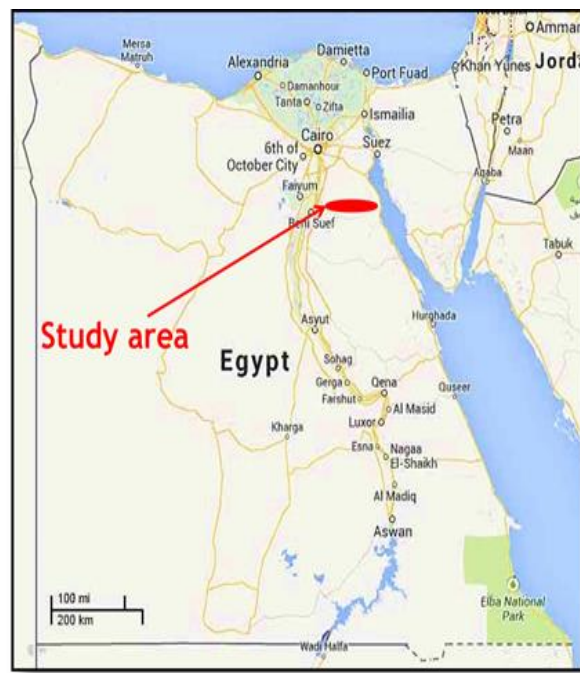 Amman
Mersa
Matruh
Alexandria
Damietta
Port Fuad
Khan Yunes
Jord
Damanhour
Tanta
Zifta
Ismailia
Cairo
Petra
6th of
October City
Suez
Maan
Faiyum
Aqaba
Beni Suef
Tabuk
Study area
Hurghada
Asyut
Egypt
Sohag
Gerga
Qena
Quseer
Farshut
Al Masid
Luxor
Kharga
Esna
Nagaa
El-Shaikh
Al Madiq
Aswan
100 mi
200 km
Elba National
Park
Wadi Halfa